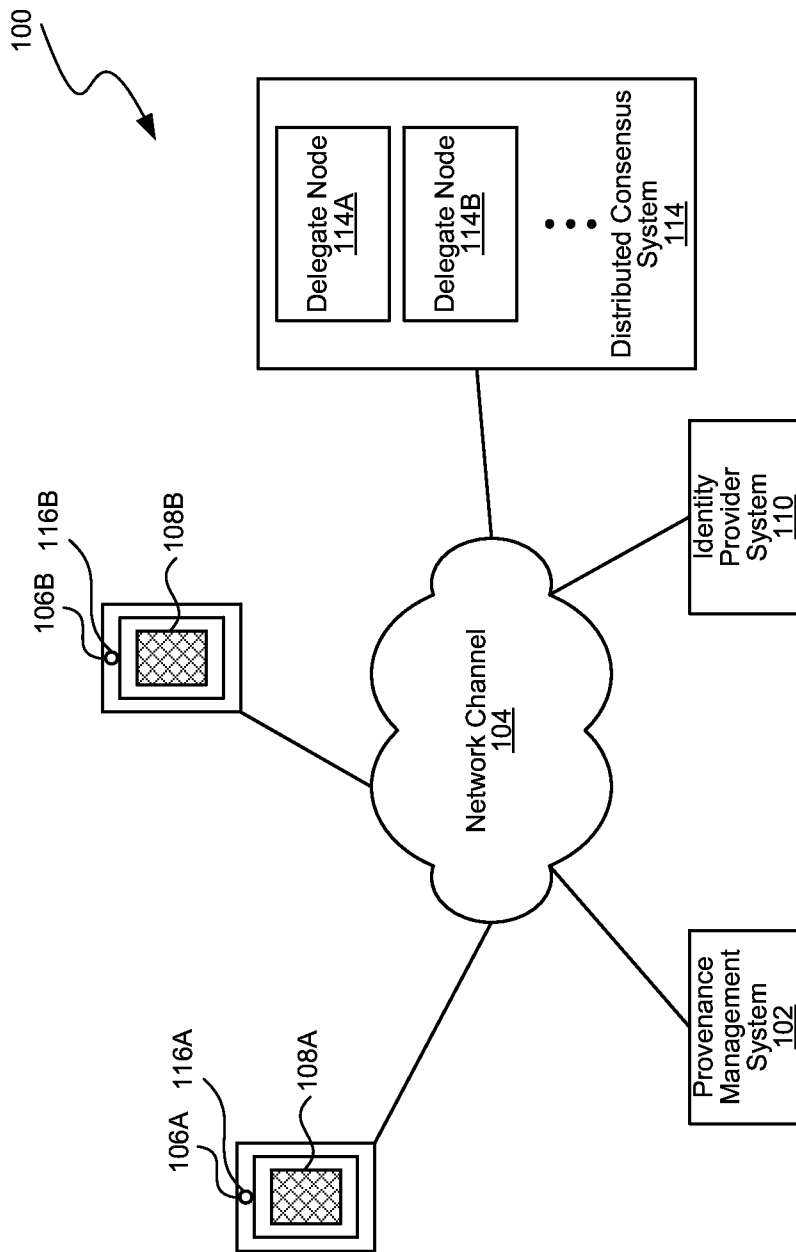 100
106A
116A
108A
106B
116B
108B
Delegate Node
114A
Delegate Node
114B
Distributed Consensus
System
114
Network Channel
104
Provenance
Management
System
102
Identity
Provider
System
110